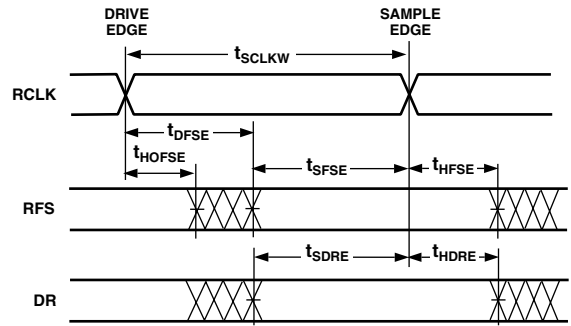 DRIVE EDGE
SAMPLE EDGE
tSCLKW
RCLK
tDFSE
tHOFSE
tSFSE
tHFSE
RFS
tSDRE
tHDRE
DR